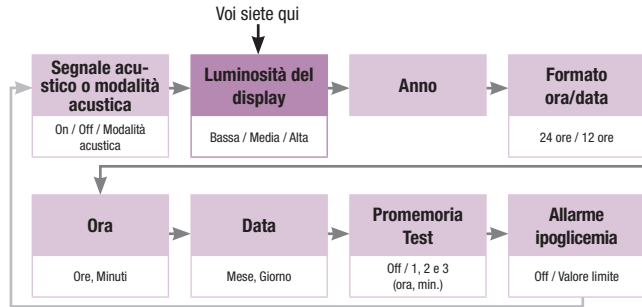 Voi siete qui
Segnale acu-
stico o modalità
acustica
On / Off / Modalità
acustica
Luminosità del
display
Bassa / Media / Alta
Anno
Formato
ora/data
24 ore / 12 ore
Ora
Ore, Minuti
Data
Mese, Giorno
Promemoria
Test
Off / 1, 2 e 3
(ora, min.)
Allarme
ipoglicemia
Off / Valore limite